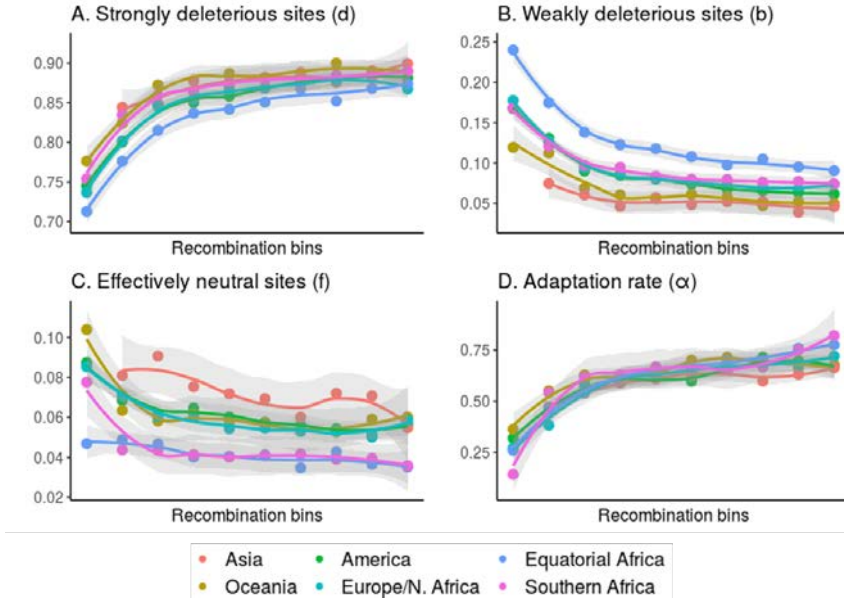 A. Strongly deleterious sites (d)
0.90
0.85
0.80
0.75
0.70
Recombination bins
B. Weakly deleterious sites (b)
0.25
0.20
0.15
0.10
0.05
Recombination bins
C. Effectively neutral sites (f)
0.10
0.08
0.06
0.04
0.02
Recombination bins
D. Adaptation rate (α)
0.75
0.50
0.25
Recombination bins
Asia America Equatorial Africa
Oceania Europe/N. Africa Southern Africa